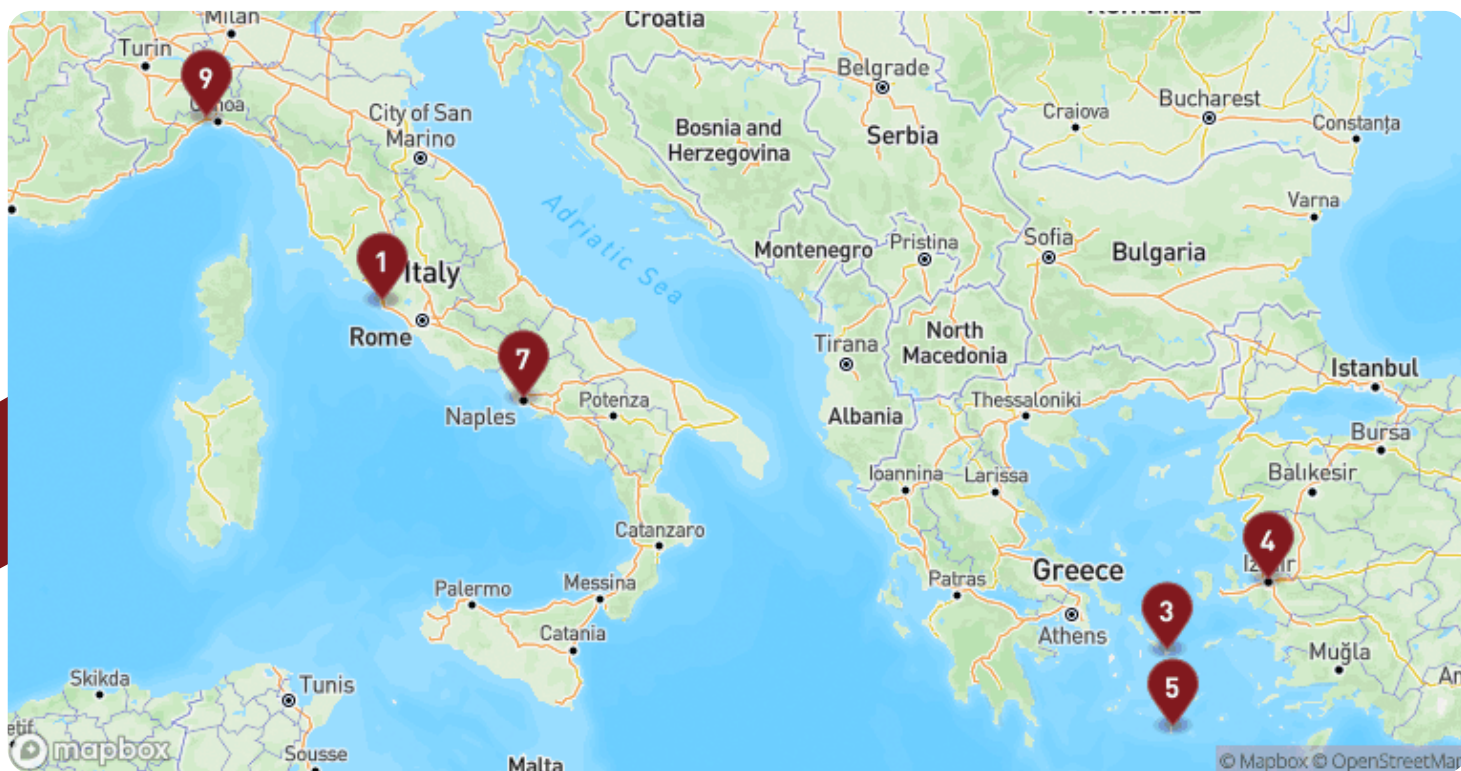 Milan
Croatia
Turin
Belgrade
9
Genoa
City of San
Marino
Bosnia and
Herzegovina
Serbia
Craiova
Bucharest
Constanța
Adriatic Sea
Varna
1
Italy
Montenegro
Pristina
Sofia
Bulgaria
Rome
7
Tirana
North
Macedonia
Istanbul
Naples
Potenza
Albania
Thessaloniki
Bursa
Ioannina
Larissa
Balıkesir
Catanzaro
4
Izmir
Palermo
Messina
Patras
Greece
3
Catania
Athens
Muğla
Skikda
Tunis
5
etif
mapbox
Sousse
Malta
© Mapbox © OpenStreetMap